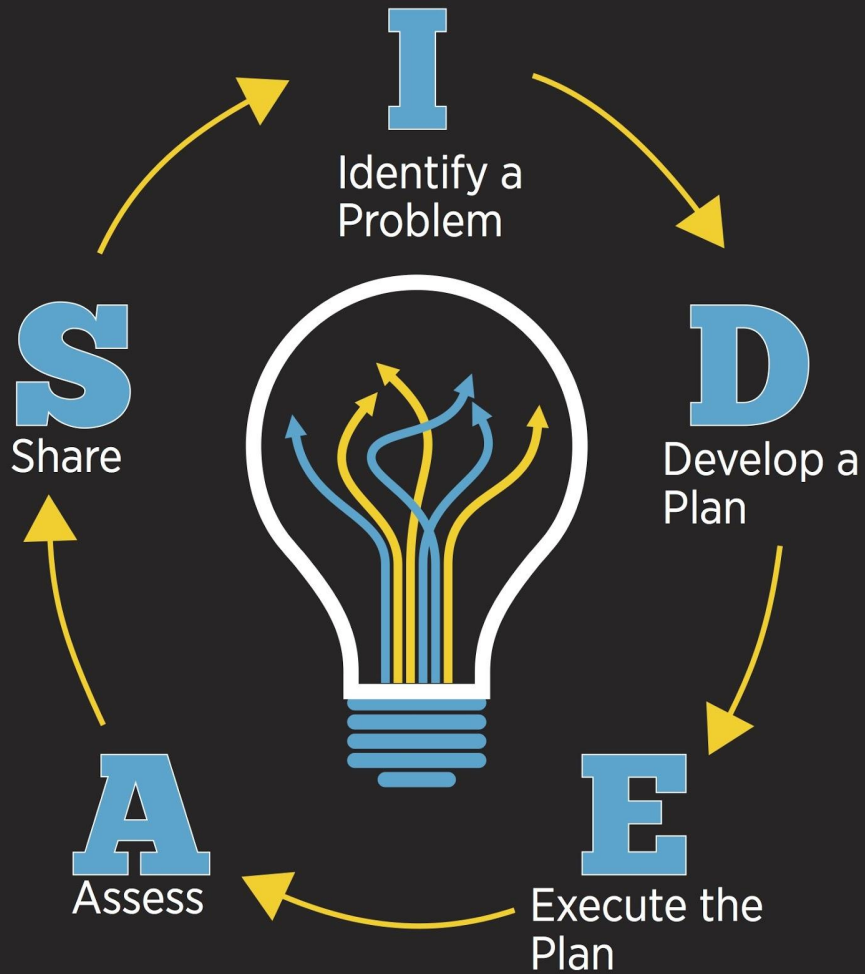 I
Identify a
Problem
D
Develop a
Plan
E
Execute the
Plan
A
Assess
S
Share